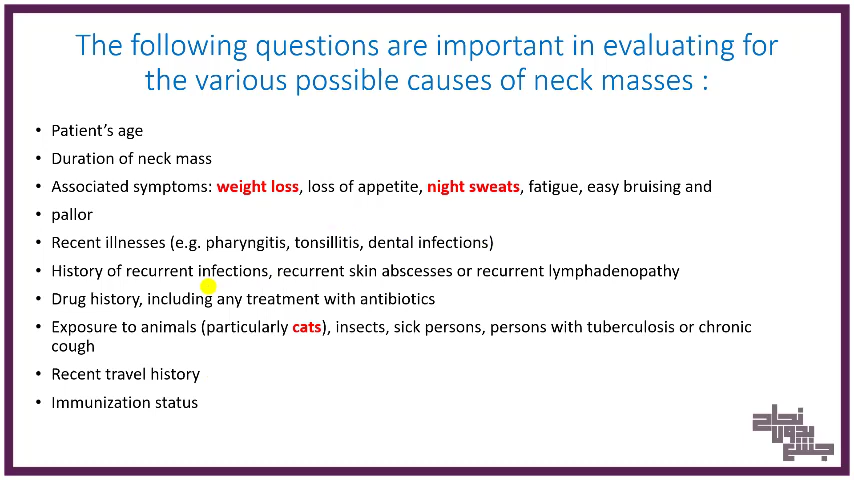 The following questions are important in evaluating for
the various possible causes of neck masses :
• Patient’s age
• Duration of neck mass
• Associated symptoms: weight loss, loss of appetite, night sweats, fatigue, easy bruising and
• pallor
• Recent illnesses (e.g. pharyngitis, tonsillitis, dental infections)
• History of recurrent infections, recurrent skin abscesses or recurrent lymphadenopathy
• Drug history, including any treatment with antibiotics
• Exposure to animals (particularly cats), insects, sick persons, persons with tuberculosis or chronic
cough
• Recent travel history
• Immunization status
نجاح
بدون
جشع